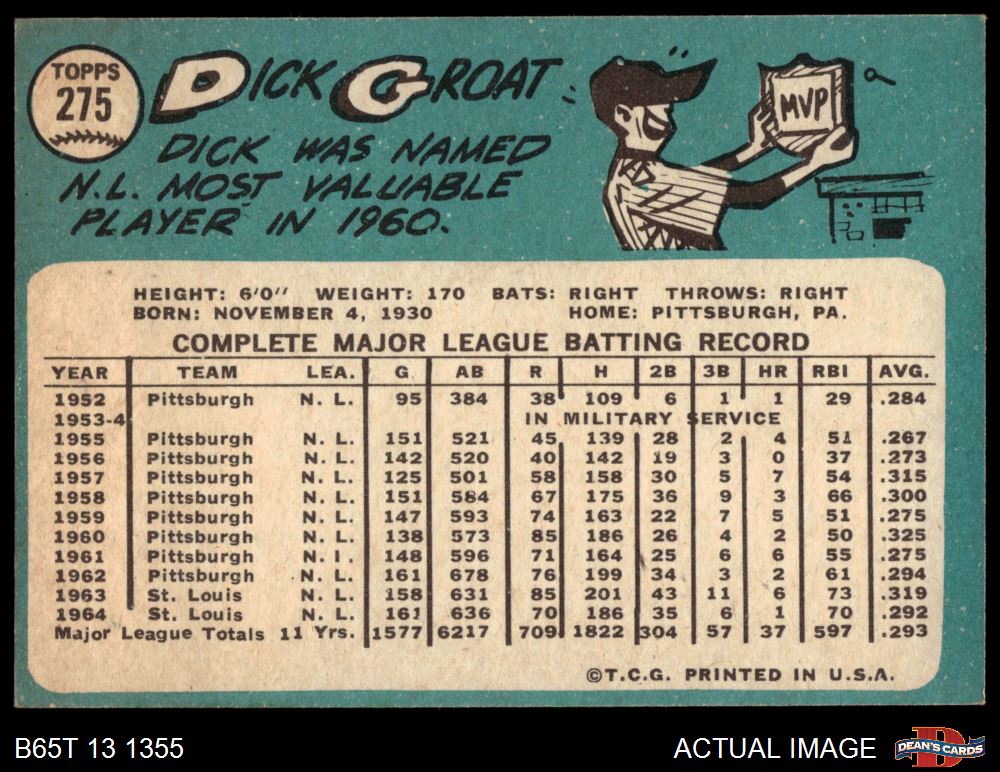 TOPPS
275
DICK GROAT
DICK WAS NAMED
N.L. MOST VALUABLE
PLAYER IN 1960.
MVP
HEIGHT: 6'0" WEIGHT: 170 BATS: RIGHT THROWS: RIGHT
BORN: NOVEMBER 4, 1930 HOME: PITTSBURGH, PA.
COMPLETE MAJOR LEAGUE BATTING RECORD
YEAR TEAM LEA. G AB R H 2B 3B HR RBI AVG.
1952 Pittsburgh N. L. 95 384 38 109 6 1 1 29 .284
1953-4 IN MILITARY SERVICE
1955 Pittsburgh N. L. 151 521 45 139 28 2 4 51 .267
1956 Pittsburgh N. L. 142 520 40 142 19 3 0 37 .273
1957 Pittsburgh N. L. 125 501 58 158 30 5 7 54 .315
1958 Pittsburgh N. L. 151 584 67 175 36 9 3 66 .300
1959 Pittsburgh N. L. 147 593 74 163 22 7 5 51 .275
1960 Pittsburgh N. L. 138 573 85 186 26 4 2 50 .325
1961 Pittsburgh N. L. 148 596 71 164 25 6 6 55 .275
1962 Pittsburgh N. L. 161 678 76 199 34 3 2 61 .294
1963 St. Louis N. L. 158 631 85 201 43 11 6 73 .319
1964 St. Louis N. L. 161 636 70 186 35 6 1 70 .292
Major League Totals 11 Yrs. 1577 6217 709 1822 304 57 37 597 .293
©T.C.G. PRINTED IN U.S.A.
B65T 13 1355 ACTUAL IMAGE DEAN'S CARDS